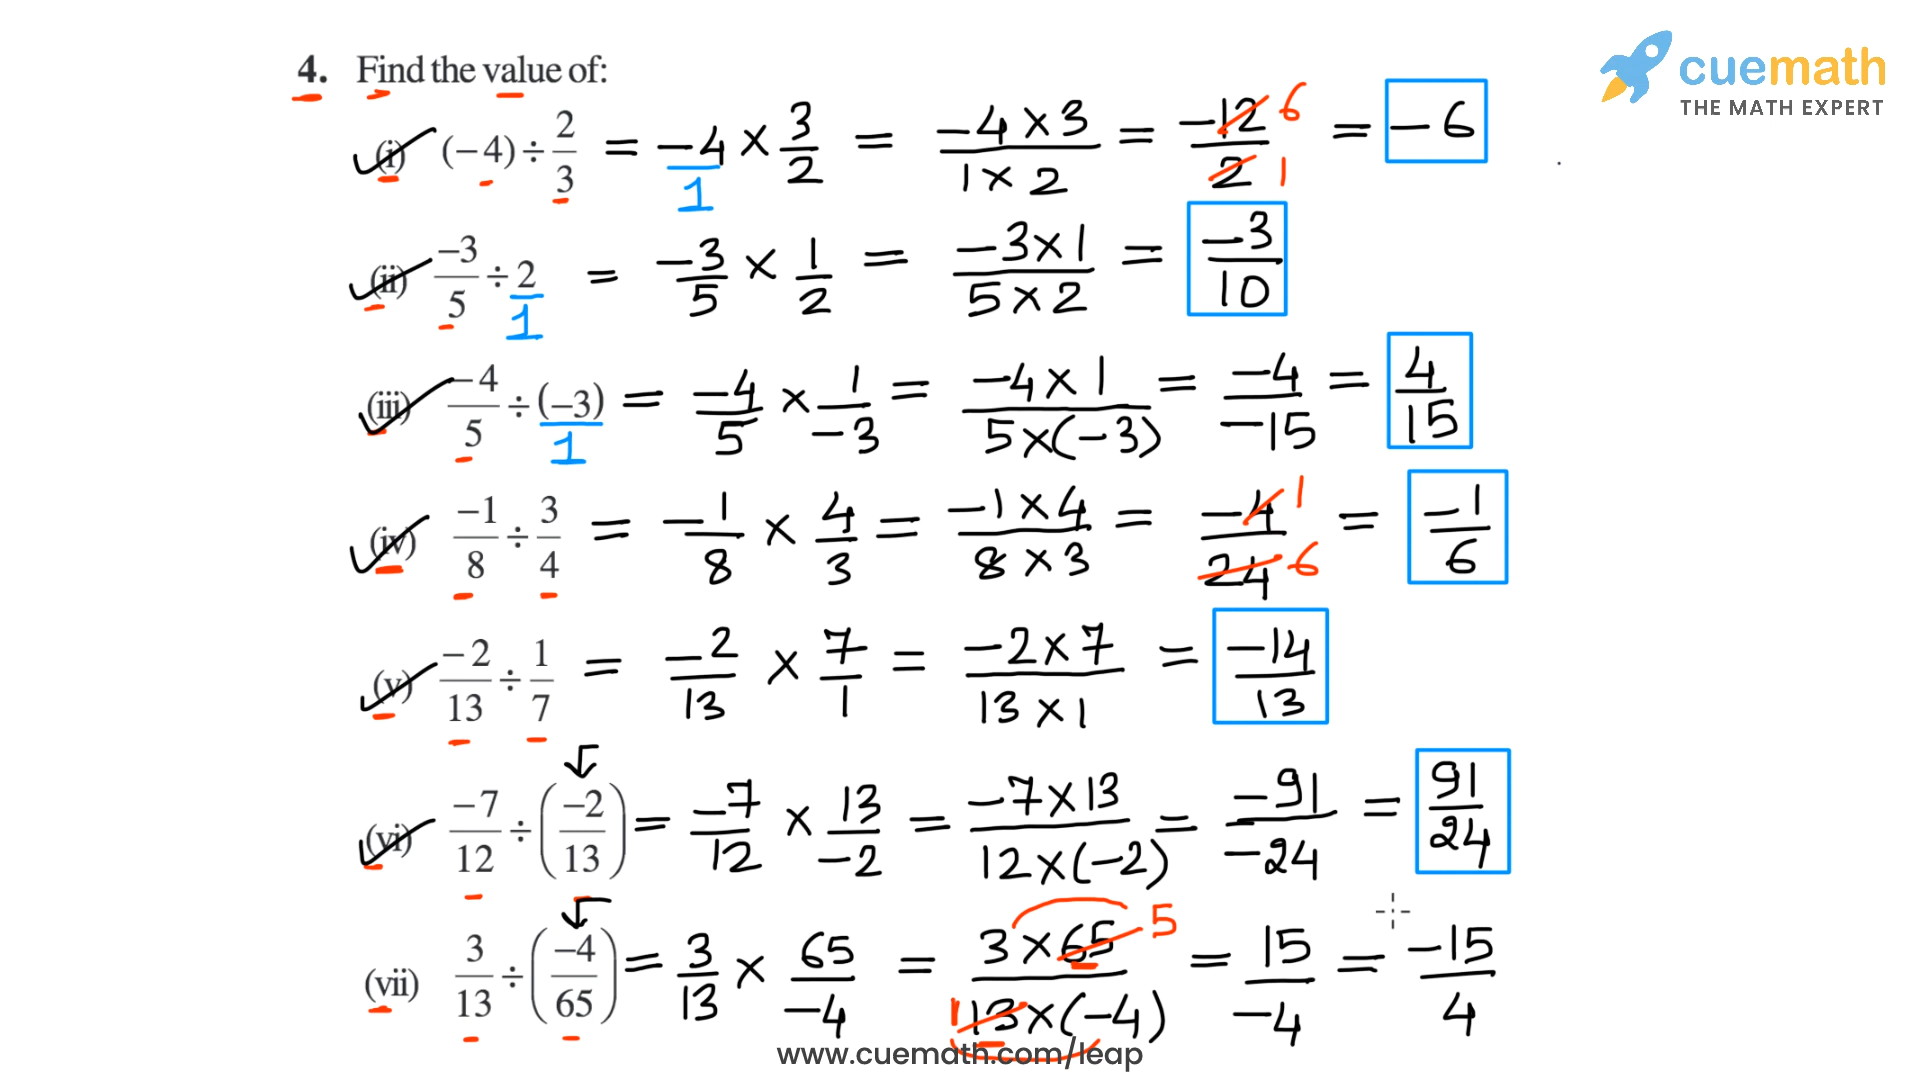 cuemath
THE MATH EXPERT
4. Find the value of:
(i) (−4) ÷ 2/3 = −4/1 × 3/2 = −4×3/1×2 = −12/2 6 1 = −6
(ii) −3/5 ÷ 2/1 = −3/5 × 1/2 = −3×1/5×2 = −3/10
(iii) −4/5 ÷ (−3)/1 = −4/5 × 1/−3 = −4×1/5×(−3) = −4/−15 = 4/15
(iv) −1/8 ÷ 3/4 = −1/8 × 4/3 = −1×4/8×3 = −4/24 1 6 = −1/6
(v) −2/13 ÷ 1/7 = −2/13 × 7/1 = −2×7/13×1 = −14/13
(vi) −7/12 ÷ (−2/13) = −7/12 × 13/−2 = −7×13/12×(−2) = −91/−24 = 91/24
(vii) 3/13 ÷ (−4/65) = 3/13 × 65/−4 = 3×65/13×(−4) 5 1 = 15/−4 = −15/4
www.cuemath.com/leap